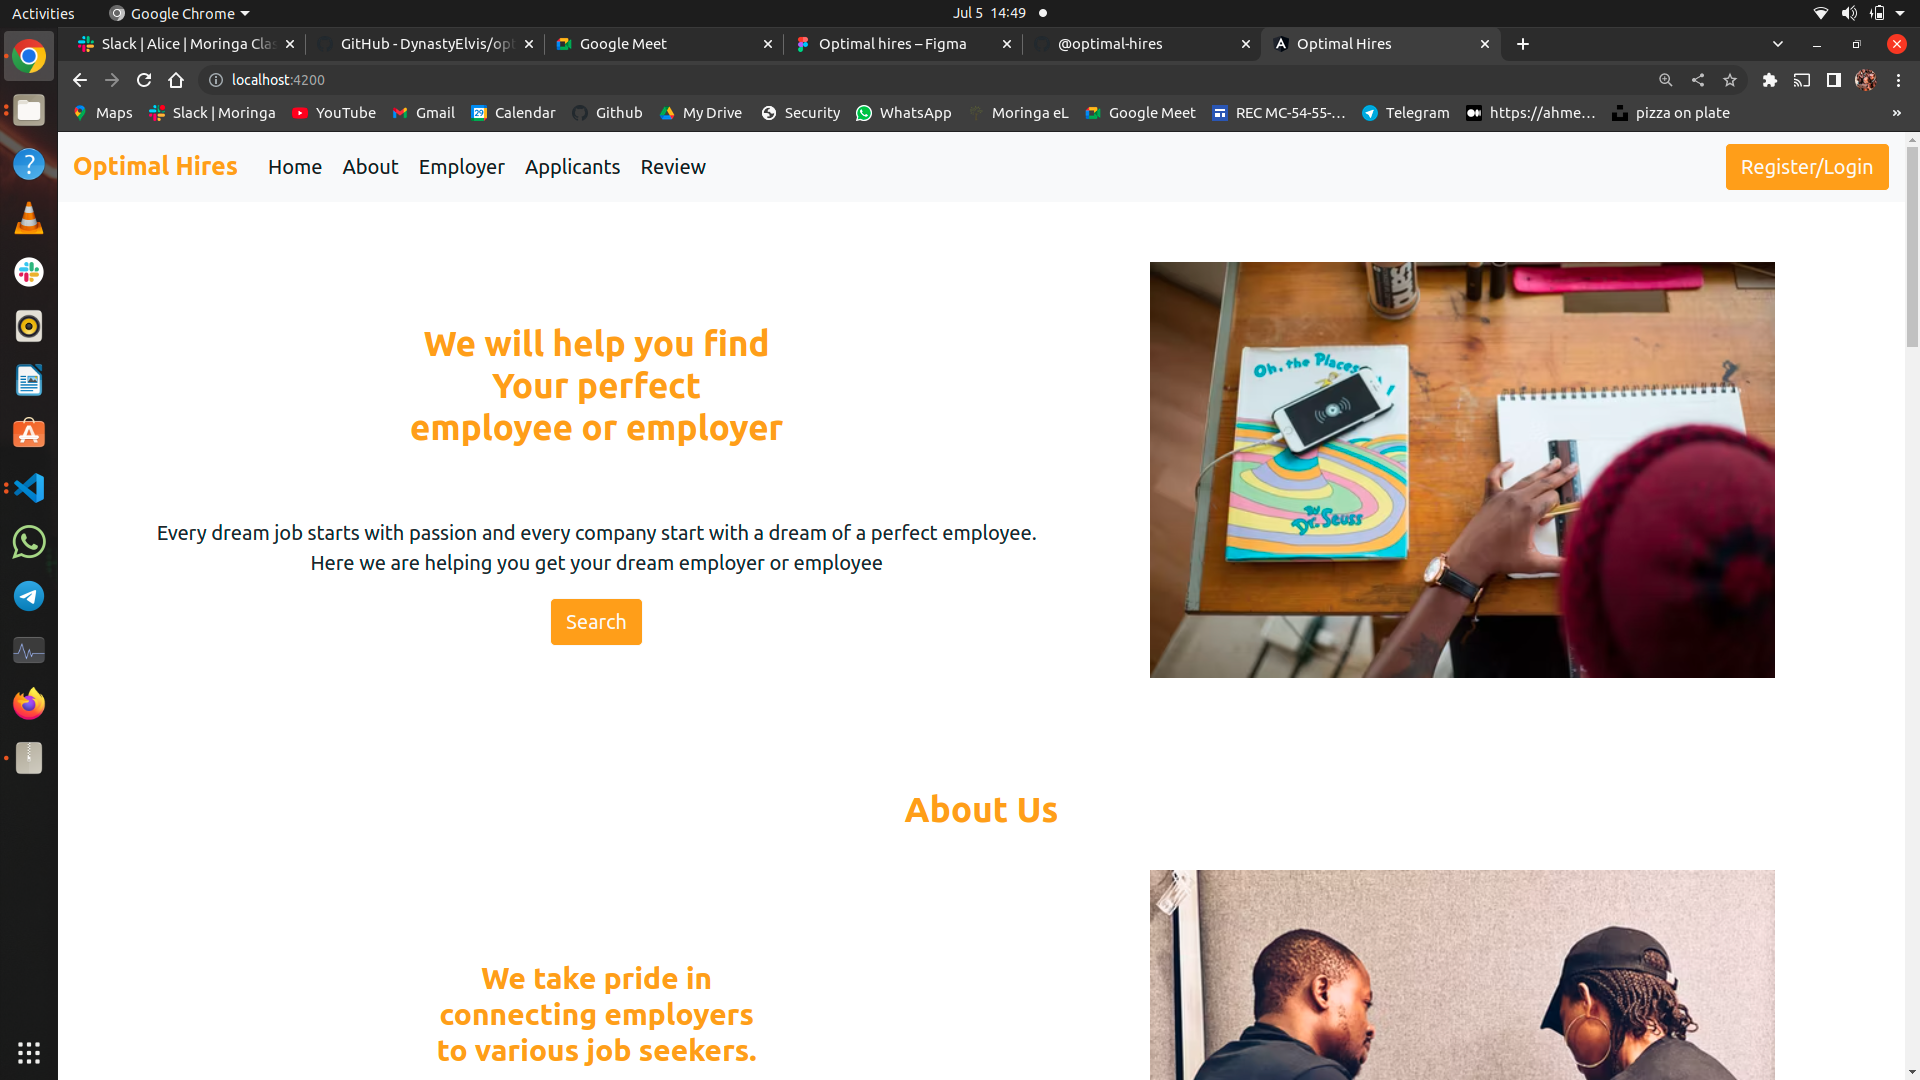 Activities
Google Chrome
Jul 5 14:49
Slack | Alice | Moringa Clas
GitHub - DynastyElvis/opt
Google Meet
Optimal hires – Figma
@optimal-hires
Optimal Hires
localhost:4200
Maps
Slack | Moringa
YouTube
Gmail
Calendar
Github
My Drive
Security
WhatsApp
Moringa eL
Google Meet
REC MC-54-55-...
Telegram
https://ahme...
pizza on plate
»
Optimal Hires
Home
About
Employer
Applicants
Review
Register/Login
We will help you find
Your perfect
employee or employer
Every dream job starts with passion and every company start with a dream of a perfect employee.
Here we are helping you get your dream employer or employee
Search
Oh, the Places
By
Dr. Seuss
About Us
We take pride in
connecting employers
to various job seekers.